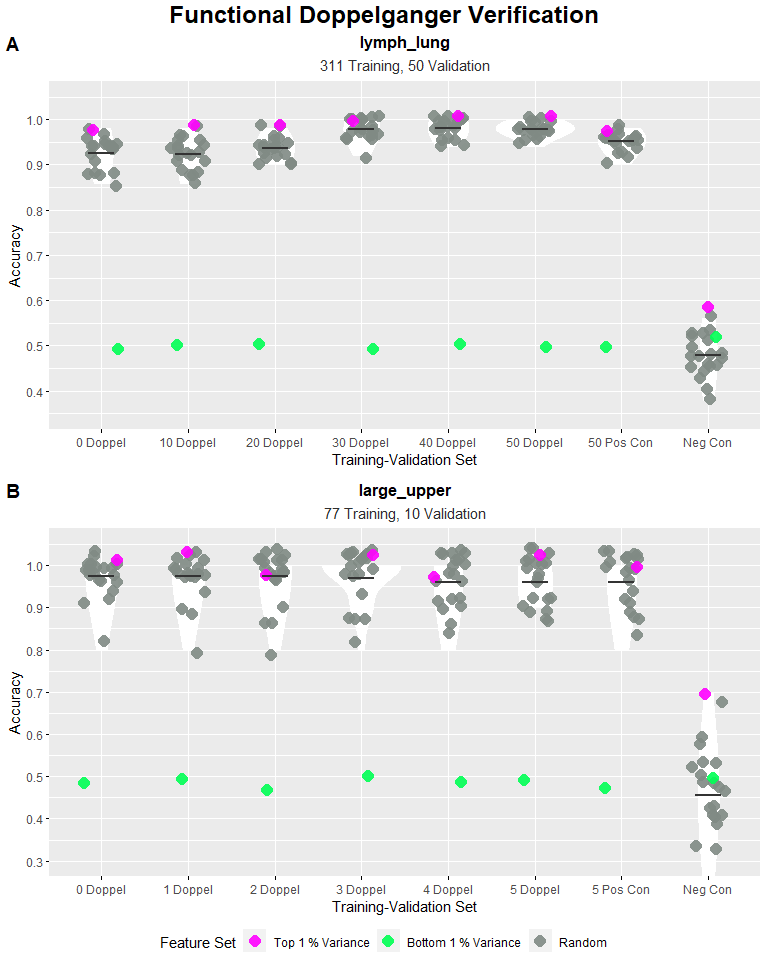 Functional Doppelganger Verification
A
lymph_lung
311 Training, 50 Validation
Accuracy
1.0
0.9
0.8
0.7
0.6
0.5
0.4
0 Doppel 10 Doppel 20 Doppel 30 Doppel 40 Doppel 50 Doppel 50 Pos Con Neg Con
Training-Validation Set
B
large_upper
77 Training, 10 Validation
Accuracy
1.0
0.9
0.8
0.7
0.6
0.5
0.4
0.3
0 Doppel 1 Doppel 2 Doppel 3 Doppel 4 Doppel 5 Doppel 5 Pos Con Neg Con
Training-Validation Set
Feature Set Top 1 % Variance Bottom 1 % Variance Random